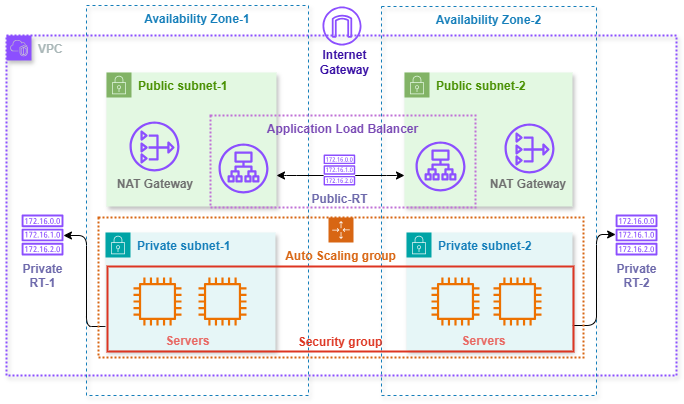 Availability Zone-1
Availability Zone-2
VPC
Internet
Gateway
Public subnet-1
Public subnet-2
Application Load Balancer
NAT Gateway
NAT Gateway
172.16.0.0
172.16.1.0
172.16.2.0
Public-RT
172.16.0.0
172.16.1.0
172.16.2.0
Private
RT-1
Private subnet-1
Private subnet-2
172.16.0.0
172.16.1.0
172.16.2.0
Private
RT-2
Auto Scaling group
Servers
Security group
Servers